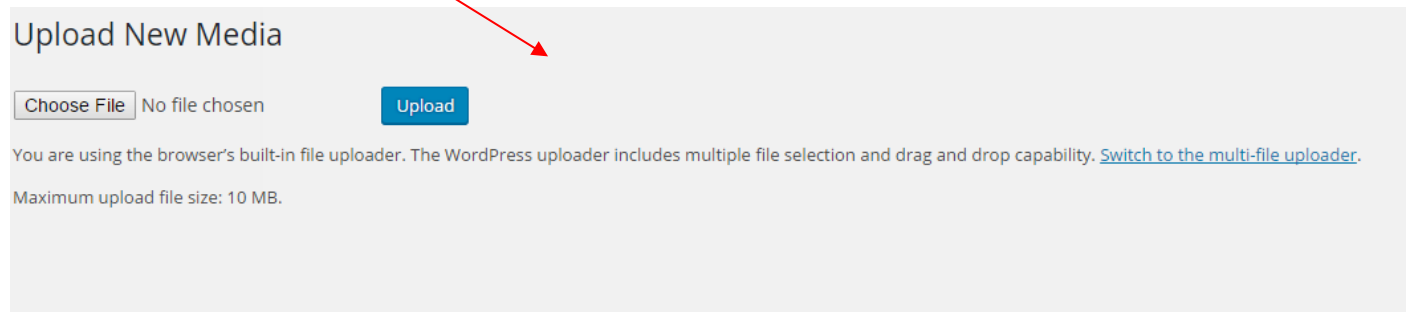 Upload New Media
Choose File No file chosen Upload
You are using the browser’s built-in file uploader. The WordPress uploader includes multiple file selection and drag and drop capability. Switch to the multi-file uploader.
Maximum upload file size: 10 MB.